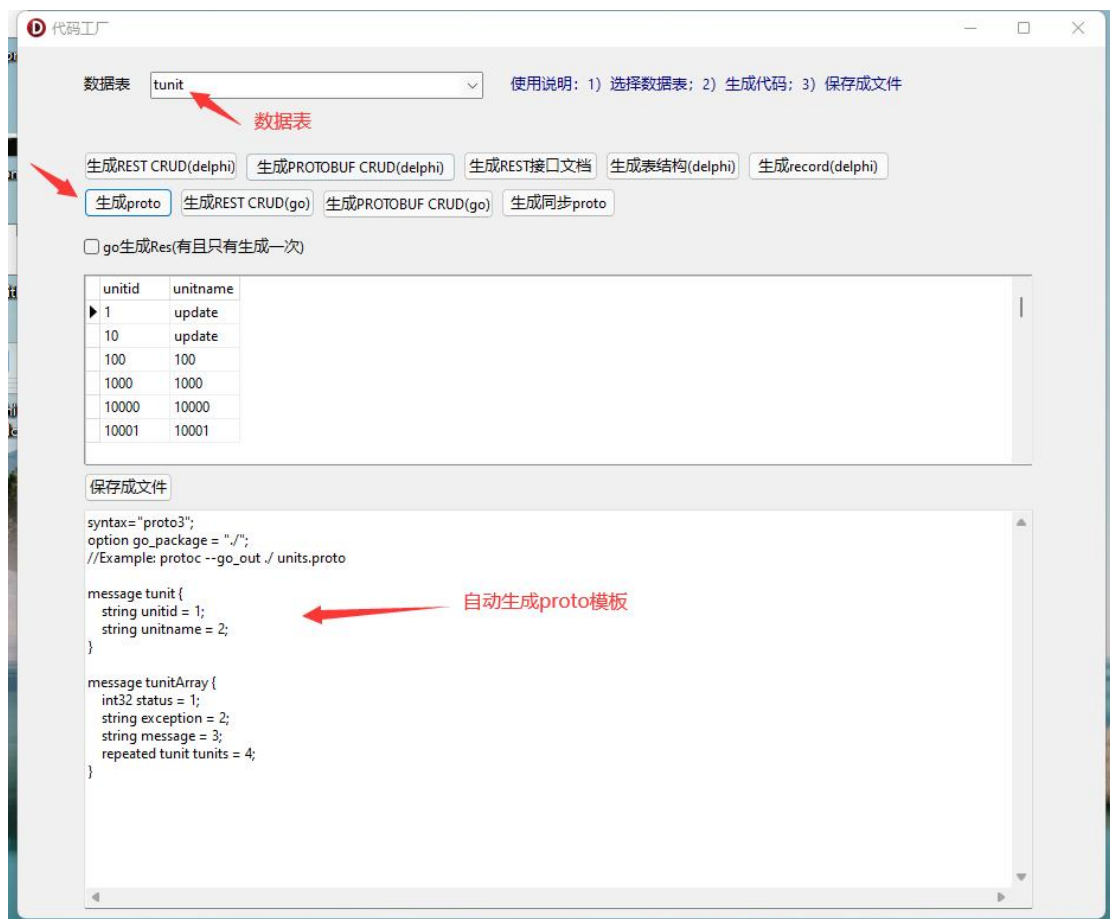 代码工厂
数据表 tunit 使用说明：1) 选择数据表；2) 生成代码；3) 保存成文件
数据表
生成REST CRUD(delphi) 生成PROTOBUF CRUD(delphi) 生成REST接口文档 生成表结构(delphi) 生成record(delphi)
生成proto 生成REST CRUD(go) 生成PROTOBUF CRUD(go) 生成同步proto
go生成Res(有且只有生成一次)
unitid unitname
1 update
10 update
100 100
1000 1000
10000 10000
10001 10001
保存成文件
syntax="proto3";
option go_package = "./";
//Example: protoc --go_out ./ units.proto
message tunit {
string unitid = 1;
自动生成proto模板
string unitname = 2;
}
message tunitArray {
int32 status = 1;
string exception = 2;
string message = 3;
repeated tunit tunits = 4;
}